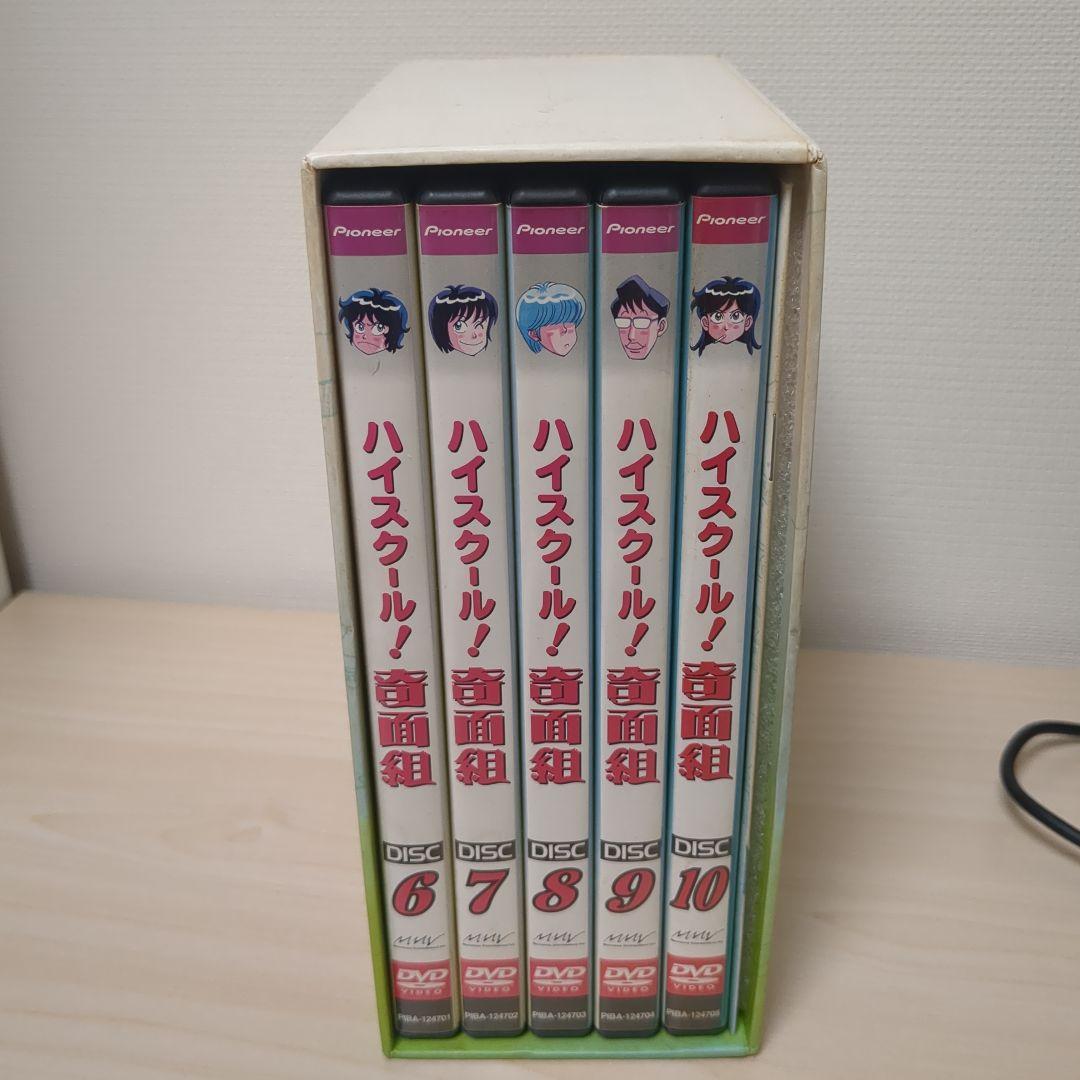 Pioneer
ハイスクール!
奇面組
DISC
6
DVD
VIDEO
PIBA-124701
Pioneer
ハイスクール!
奇面組
DISC
7
DVD
VIDEO
PIBA-124702
Pioneer
ハイスクール!
奇面組
DISC
8
DVD
VIDEO
PIBA-124703
Pioneer
ハイスクール!
奇面組
DISC
9
DVD
VIDEO
PIBA-124704
Pioneer
ハイスクール!
奇面組
DISC
10
DVD
VIDEO
PIBA-124705